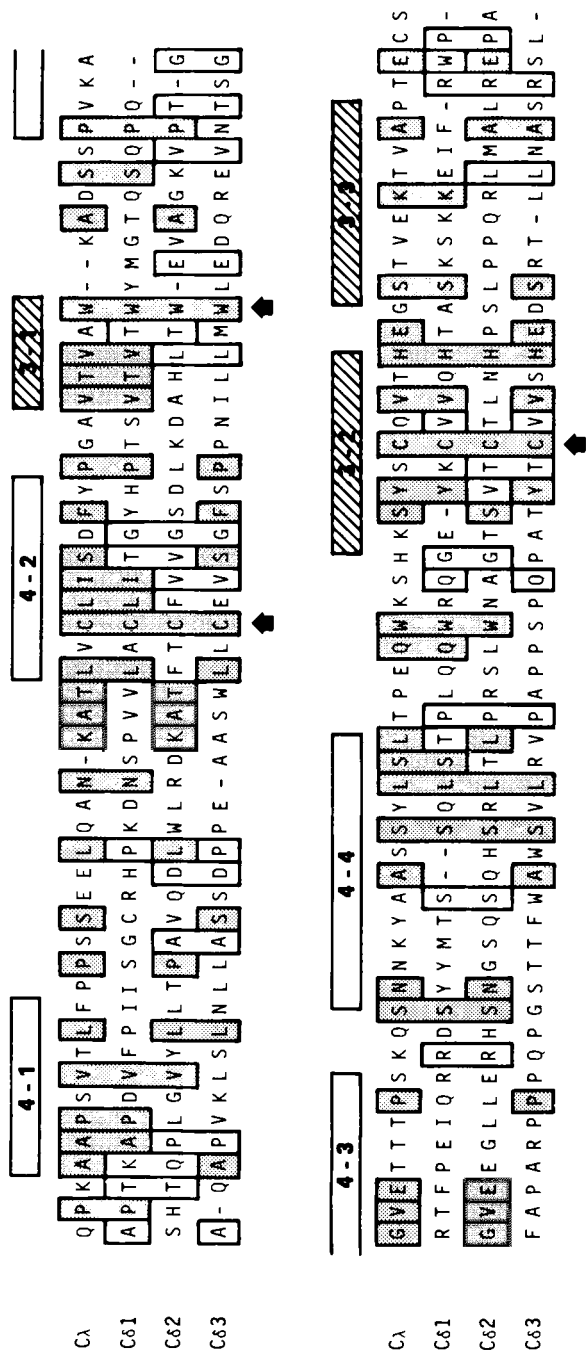 4-1 4-2 3-1
Cλ Q P K A A P S V T L F P P S S E E L Q A N - K A T L V C L I S D F Y P G A V T V A W - - K A D S S P V K A
Cδ1 A P T K A P D V F P I I S G C R H P K D N S P V V L A C L I T G Y H P T S V T V T W Y M G T Q S Q P Q - -
Cδ2 S H T Q P L G V Y L L T P A V Q D L W L R D K A T F T C F V V G S D L K D A H L T W - E V A G K V P T - G
Cδ3 A - Q A P V K L S L N L L A S S D P P E - A A S W L L C E V S G F S P P N I L L M W L E D Q R E V N T S G
4-3 4-4 3-2 3-3
Cλ G V E T T T P S K Q S N N K Y A A S S Y L S L T P E Q W K S H K S Y S C Q V T H E G S T V E K T V A P T E C S
Cδ1 R T F P E I Q R R D S Y Y M T S - - S Q L S T P L Q Q W R Q G E - Y K C V V Q H T A S K S K K E I F - R W P -
Cδ2 G V E E G L L E R H S N G S Q S Q H S R L T L P R S L W N A G T S V T C T L N H P S L P P Q R L M A L R E P A
Cδ3 F A P A R P P P Q P G S T T F W A W S V L R V P A P P S P Q P A T Y T C V V S H E D S R T - L L N A S R S L -